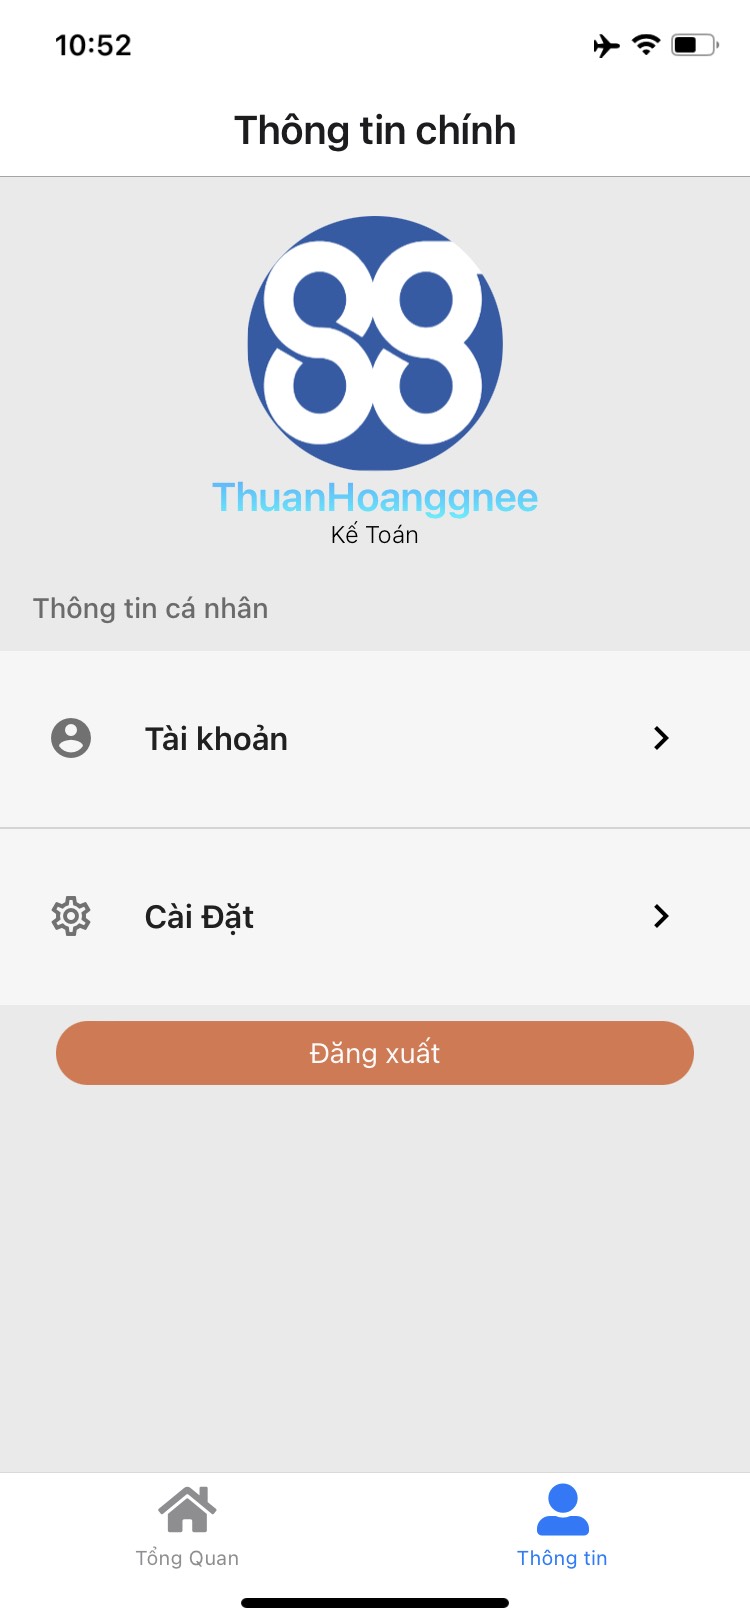 10:52
Thông tin chính
88
ThuanHoanggnee
Kế Toán
Thông tin cá nhân
Tài khoản
Cài Đặt
Đăng xuất
Tổng Quan
Thông tin